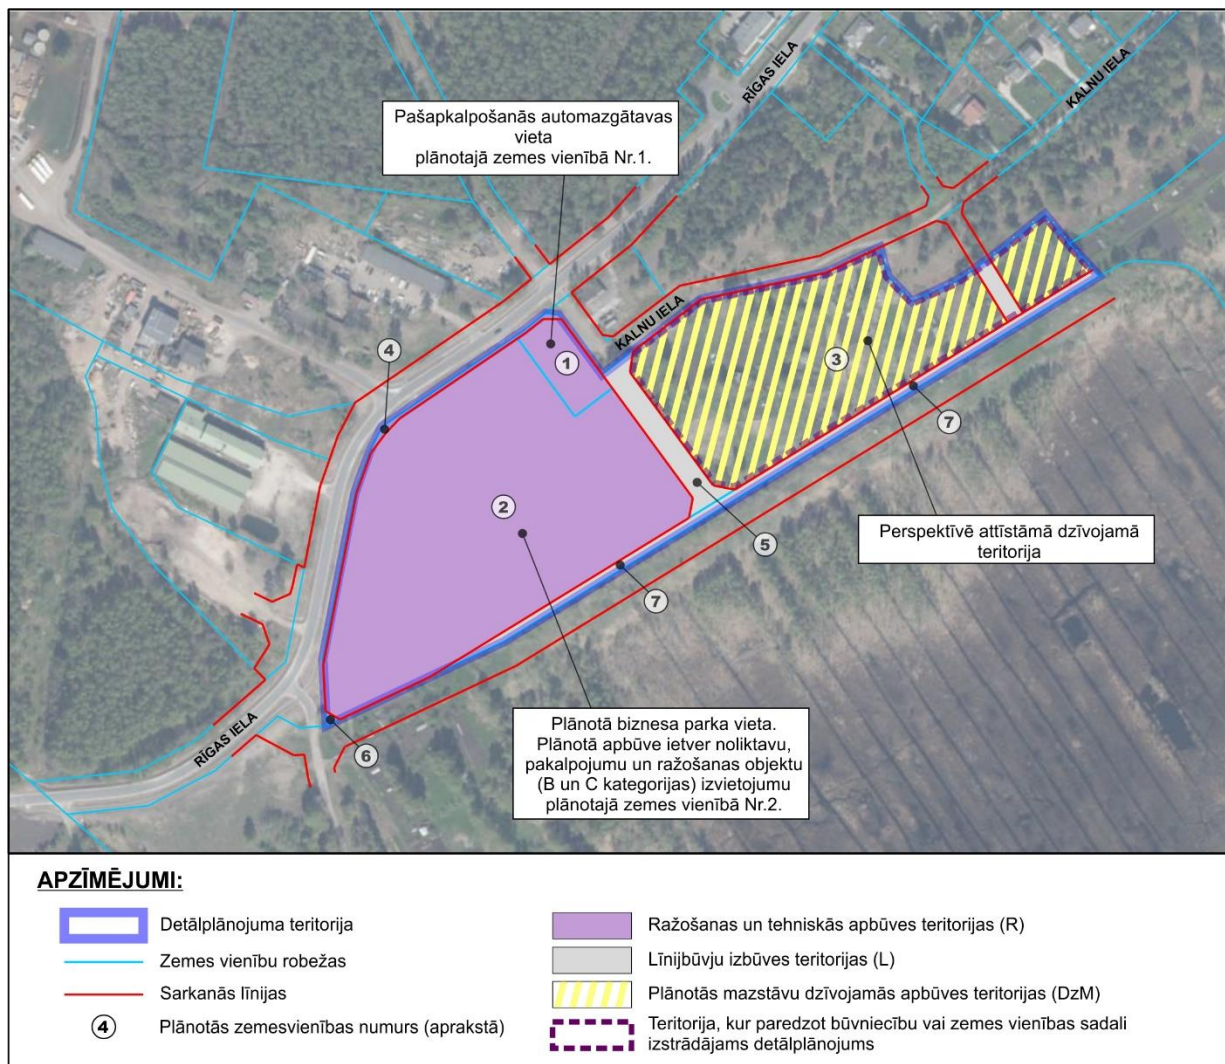 RĪGAS IELA
KALNU IELA
Pašapkalpošanās automazgātavas
vieta
plānotajā zemes vienībā Nr.1.
KALNU IELA
1
4
3
7
2
5
Perspektīvē attīstāmā dzīvojamā
teritorija
7
RĪGAS IELA
6
Plānotā biznesa parka vieta.
Plānotā apbūve ietver noliktavu,
pakalpojumu un ražošanas objektu
(B un C kategorijas) izvietojumu
plānotajā zemes vienībā Nr.2.
APZĪMĒJUMI:
Detālplānojuma teritorija
Zemes vienību robežas
Sarkanās līnijas
4 Plānotās zemesvienības numurs (aprakstā)
Ražošanas un tehniskās apbūves teritorijas (R)
Līnijbūvju izbūves teritorijas (L)
Plānotās mazstāvu dzīvojamās apbūves teritorijas (DzM)
Teritorija, kur paredzot būvniecību vai zemes vienības sadali
izstrādājams detālplānojums